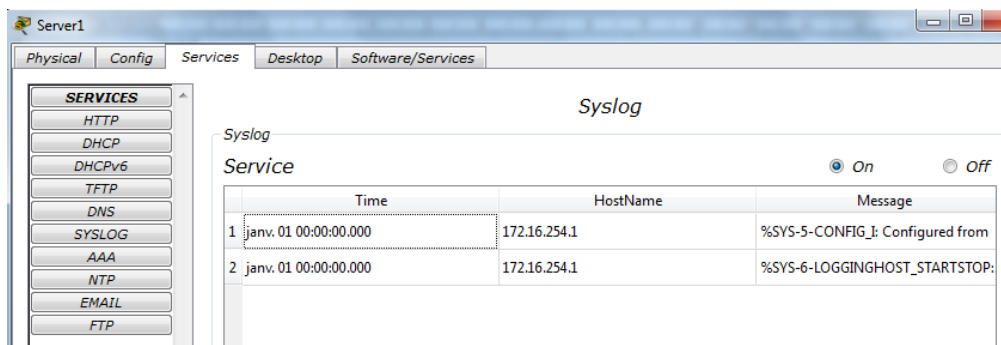 Server1
Physical Config Services Desktop Software/Services
SERVICES
HTTP
DHCP
DHCPv6
TFTP
DNS
SYSLOG
AAA
NTP
EMAIL
FTP
Syslog
Syslog
Service On Off
Time HostName Message
1 janv. 01 00:00:00.000 172.16.254.1 %SYS-5-CONFIG_I: Configured from
2 janv. 01 00:00:00.000 172.16.254.1 %SYS-6-LOGGINGHOST_STARTSTOP: